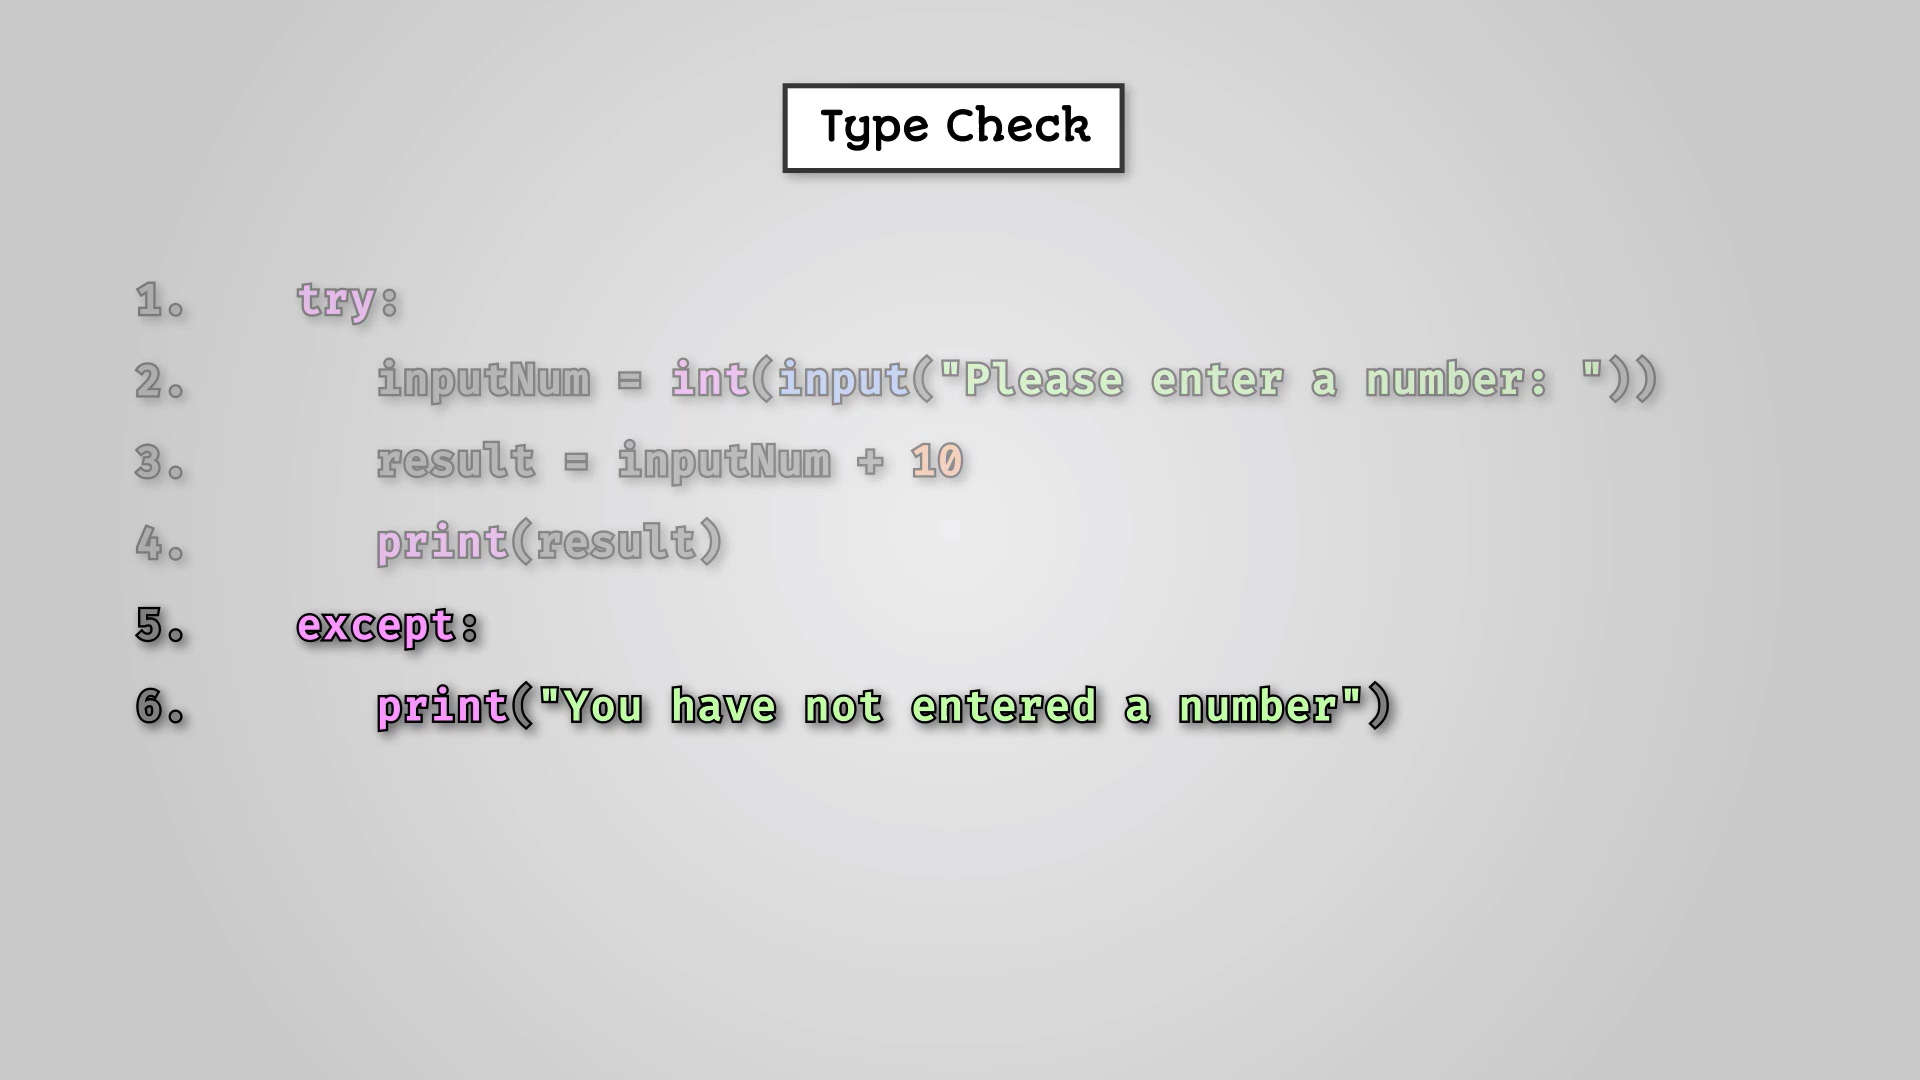 Type Check
1. try:
2. inputNum = int(input("Please enter a number: "))
3. result = inputNum + 10
4. print(result)
5. except:
6. print("You have not entered a number")